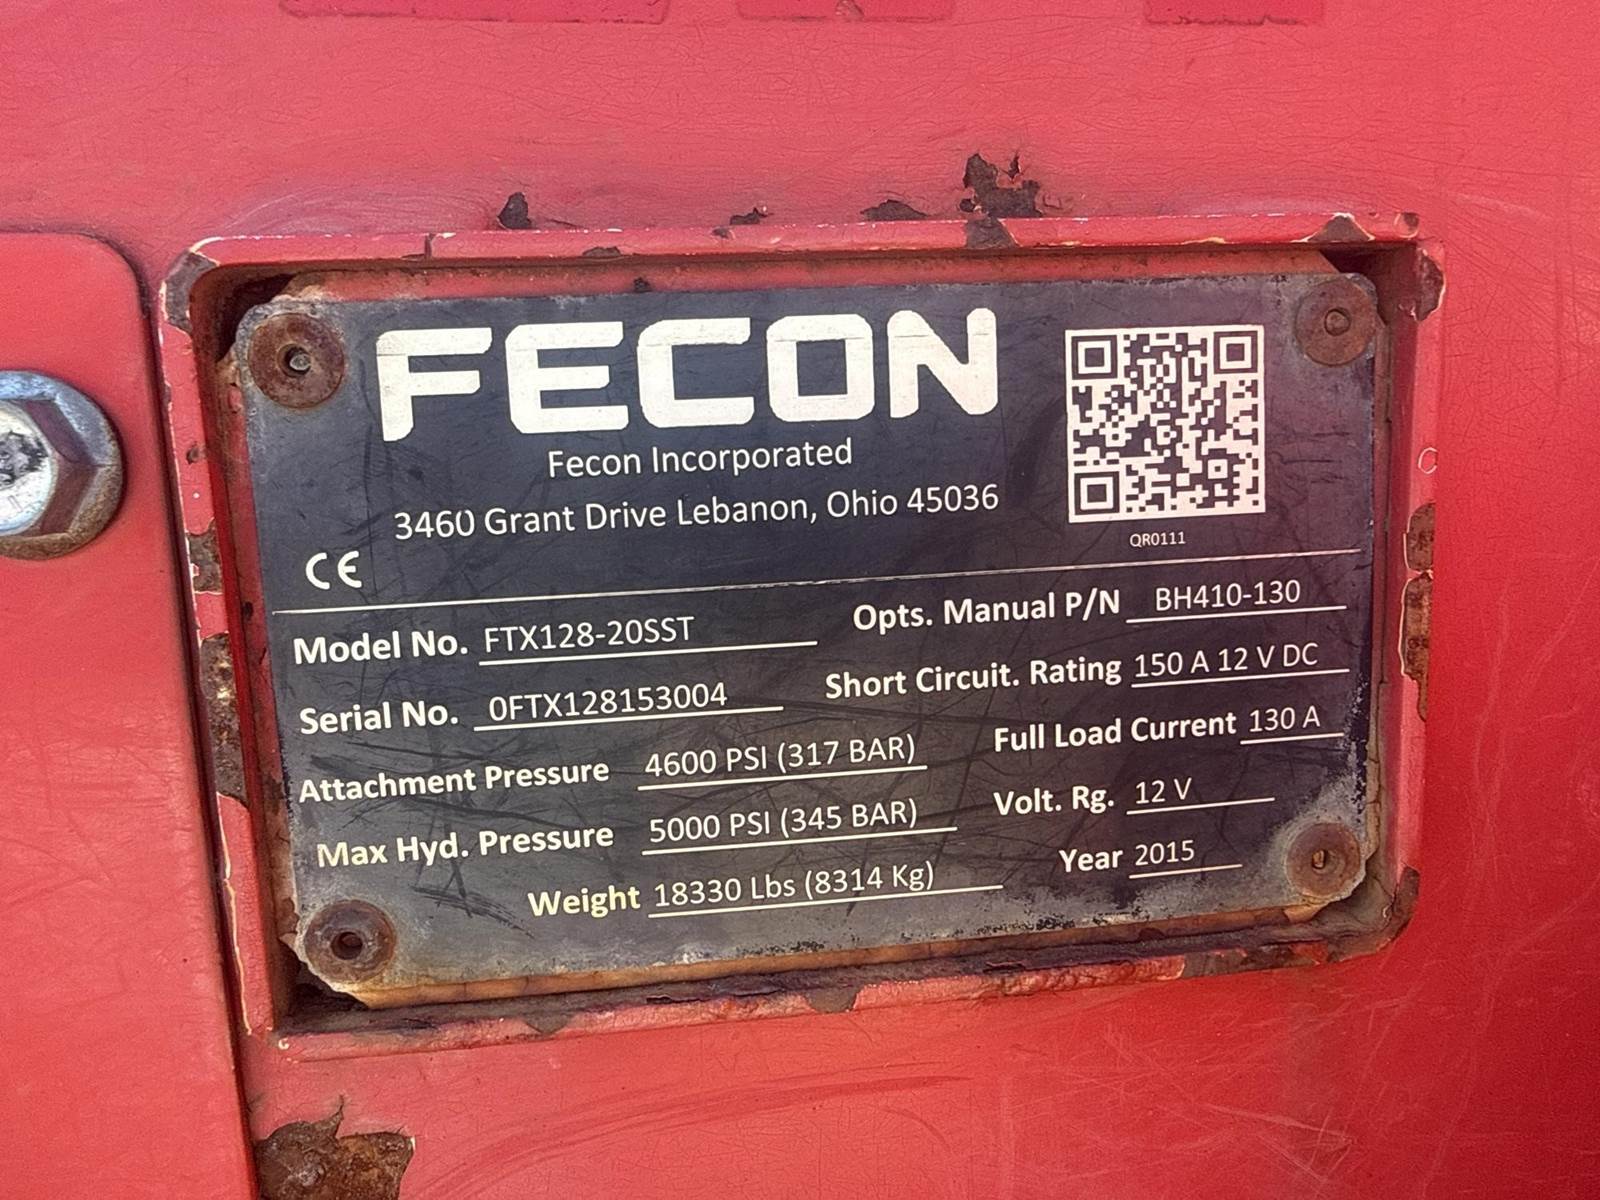 FECON
Fecon Incorporated
3460 Grant Drive Lebanon, Ohio 45036
QR0111
CE
Model No. FTX128-20SST Opts. Manual P/N BH410-130
Serial No. 0FTX128153004 Short Circuit. Rating 150 A 12 V DC
Attachment Pressure 4600 PSI (317 BAR) Full Load Current 130 A
Max Hyd. Pressure 5000 PSI (345 BAR) Volt. Rg. 12 V
Weight 18330 Lbs (8314 Kg) Year 2015